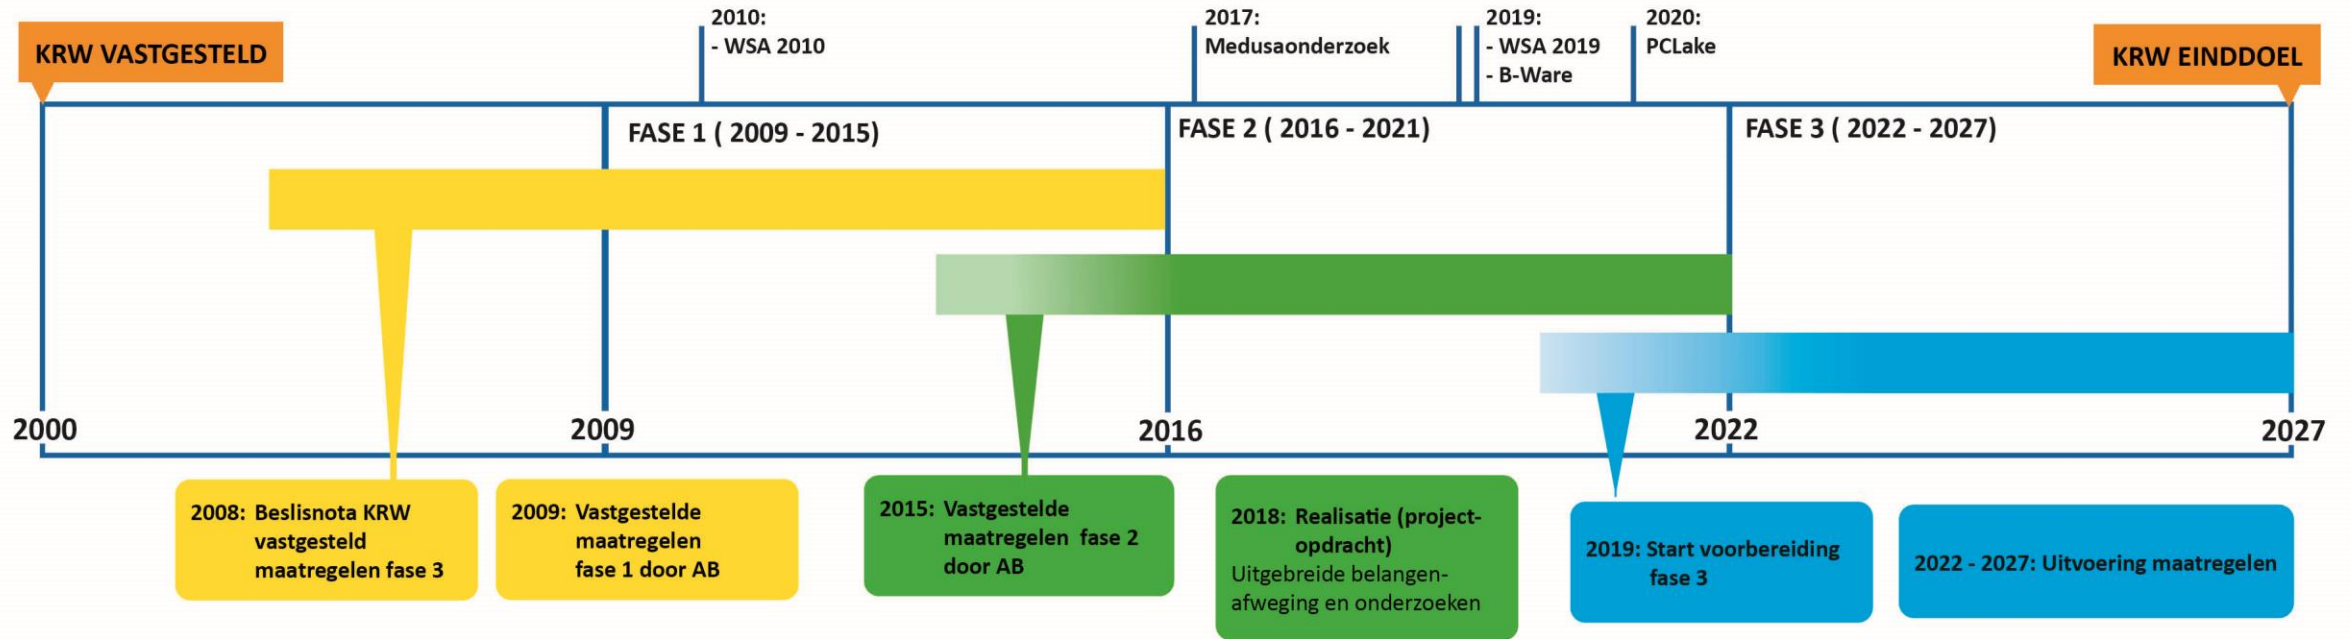 KRW VASTGESTELD
2010:
- WSA 2010
2017:
Medusaonderzoek
2019:
- WSA 2019
- B-Ware
2020:
PCLake
KRW EINDDOEL
FASE 1 ( 2009 - 2015)
FASE 2 ( 2016 - 2021)
FASE 3 ( 2022 - 2027)
2000
2009
2016
2022
2027
2008: Beslisnota KRW
vastgesteld
maatregelen fase 3
2009: Vastgestelde
maatregelen
fase 1 door AB
2015: Vastgestelde
maatregelen fase 2
door AB
2018: Realisatie (project-
opdracht)
Uitgebreide belangen-
afweging en onderzoeken
2019: Start voorbereiding
fase 3
2022 - 2027: Uitvoering maatregelen